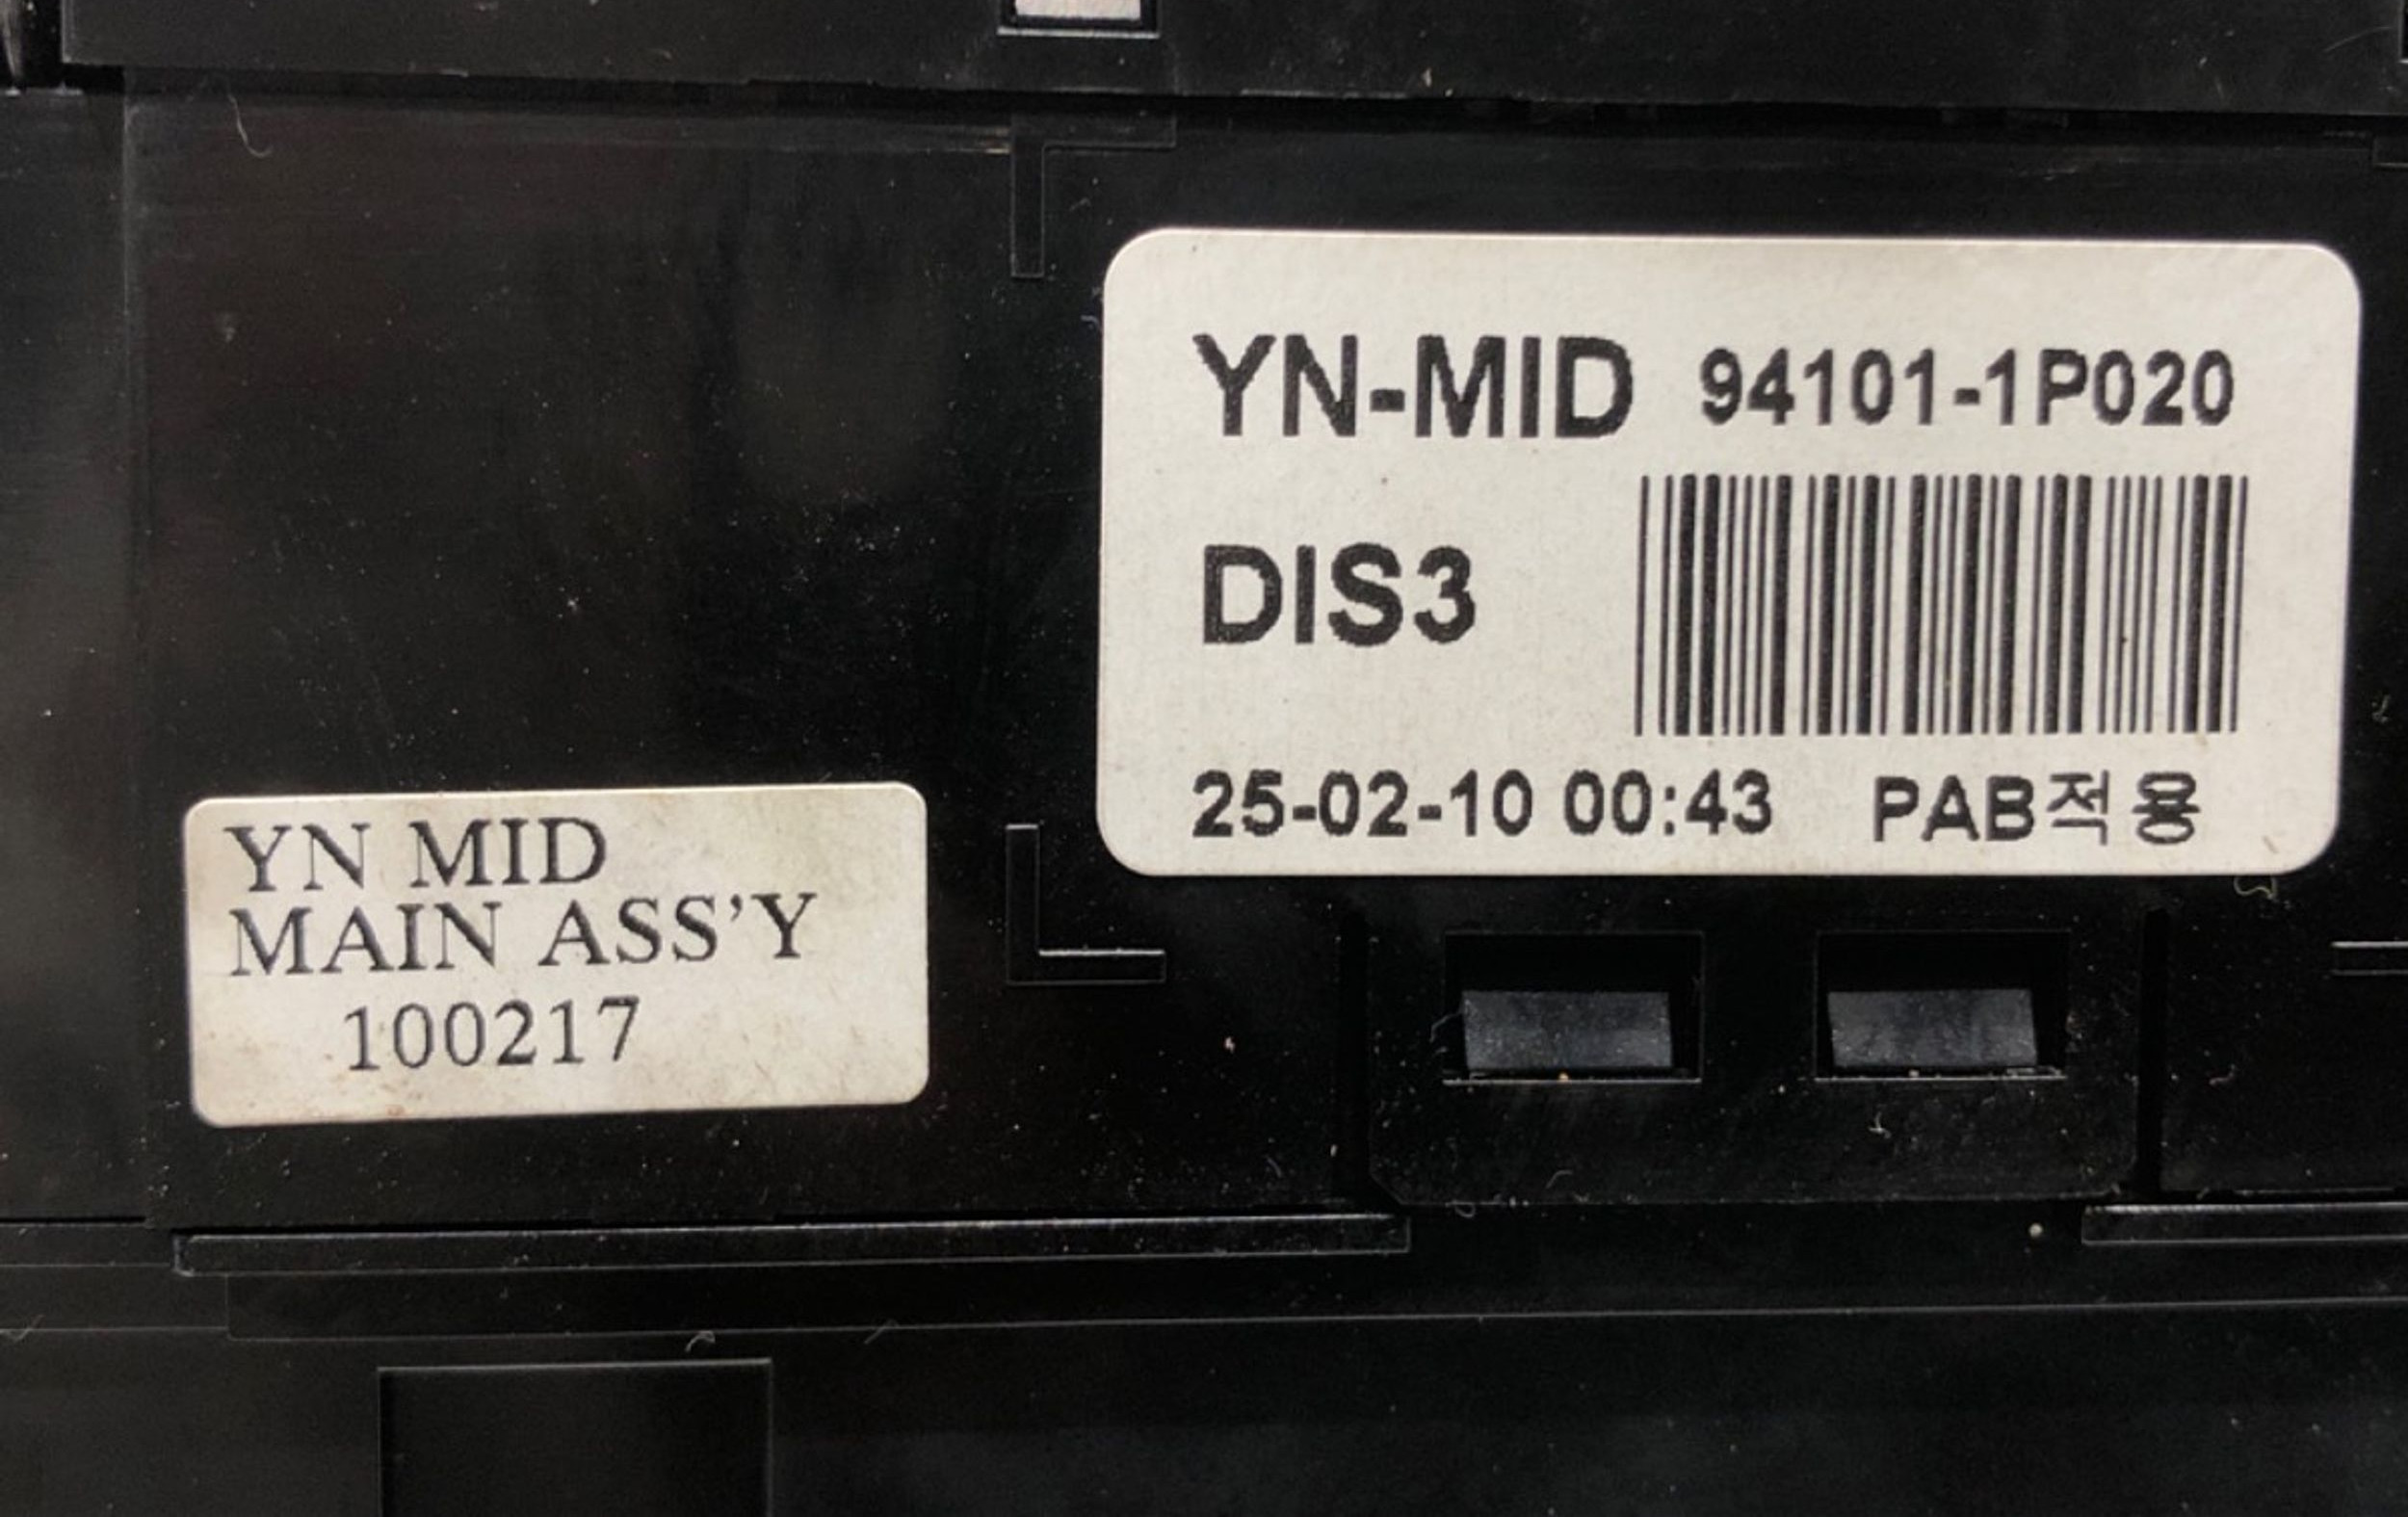 YN-MID 94101-1P020
DIS3
25-02-10 00:43 PAB적용
YN MID
MAIN ASS'Y
100217